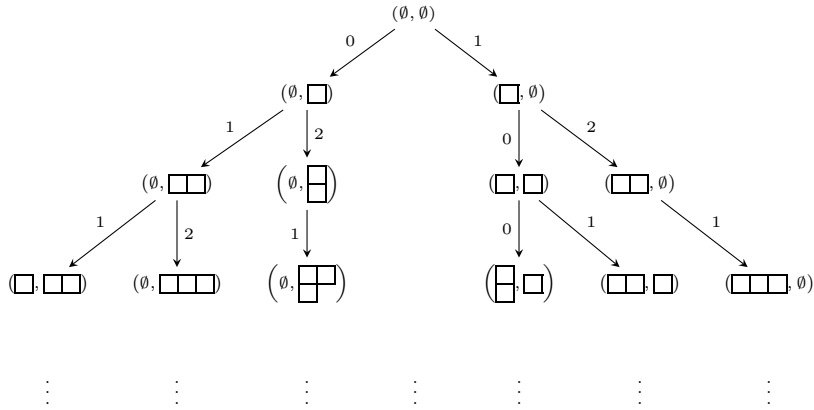 (∅, ∅)
0 1
(∅, □) (□, ∅)
1 2 0 2
(∅, □□) (∅, □□) (□, □) (□□, ∅)
1 2 1 0 1 1
(□, □□) (∅, □□□) (∅, □□□) (□□, □) (□□, □) (□□□, ∅)
⋮ ⋮ ⋮ ⋮ ⋮ ⋮ ⋮